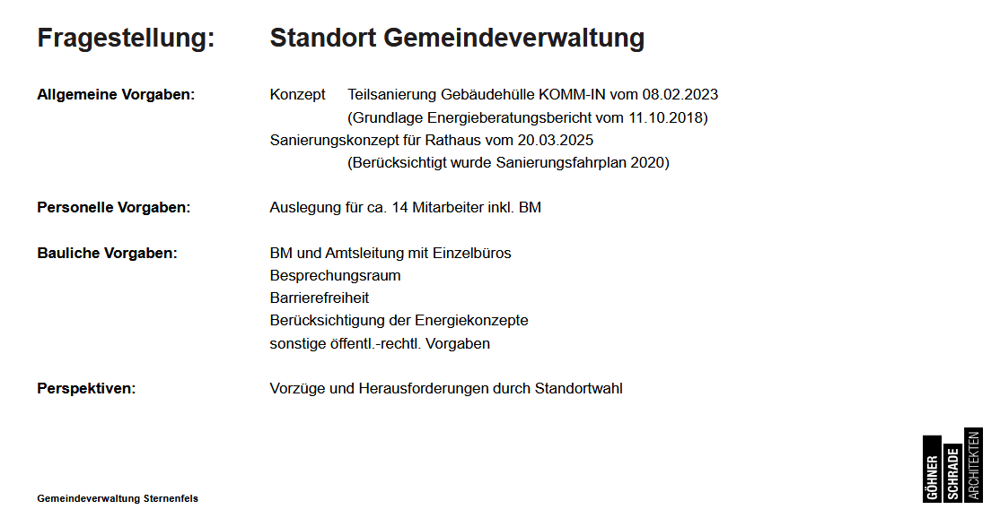 Fragestellung: Standort Gemeindeverwaltung
Allgemeine Vorgaben: Konzept Teilsanierung Gebäudehülle KOMM-IN vom 08.02.2023
(Grundlage Energieberatungsbericht vom 11.10.2018)
Sanierungskonzept für Rathaus vom 20.03.2025
(Berücksichtigt wurde Sanierungsfahrplan 2020)
Personelle Vorgaben: Auslegung für ca. 14 Mitarbeiter inkl. BM
Bauliche Vorgaben: BM und Amtsleitung mit Einzelbüros
Besprechungsraum
Barrierefreiheit
Berücksichtigung der Energiekonzepte
sonstige öffentl.-rechtl. Vorgaben
Perspektiven: Vorzüge und Herausforderungen durch Standortwahl
Gemeindeverwaltung Sternenfels
GÖHNER
SCHRADE
ARCHITEKTEN